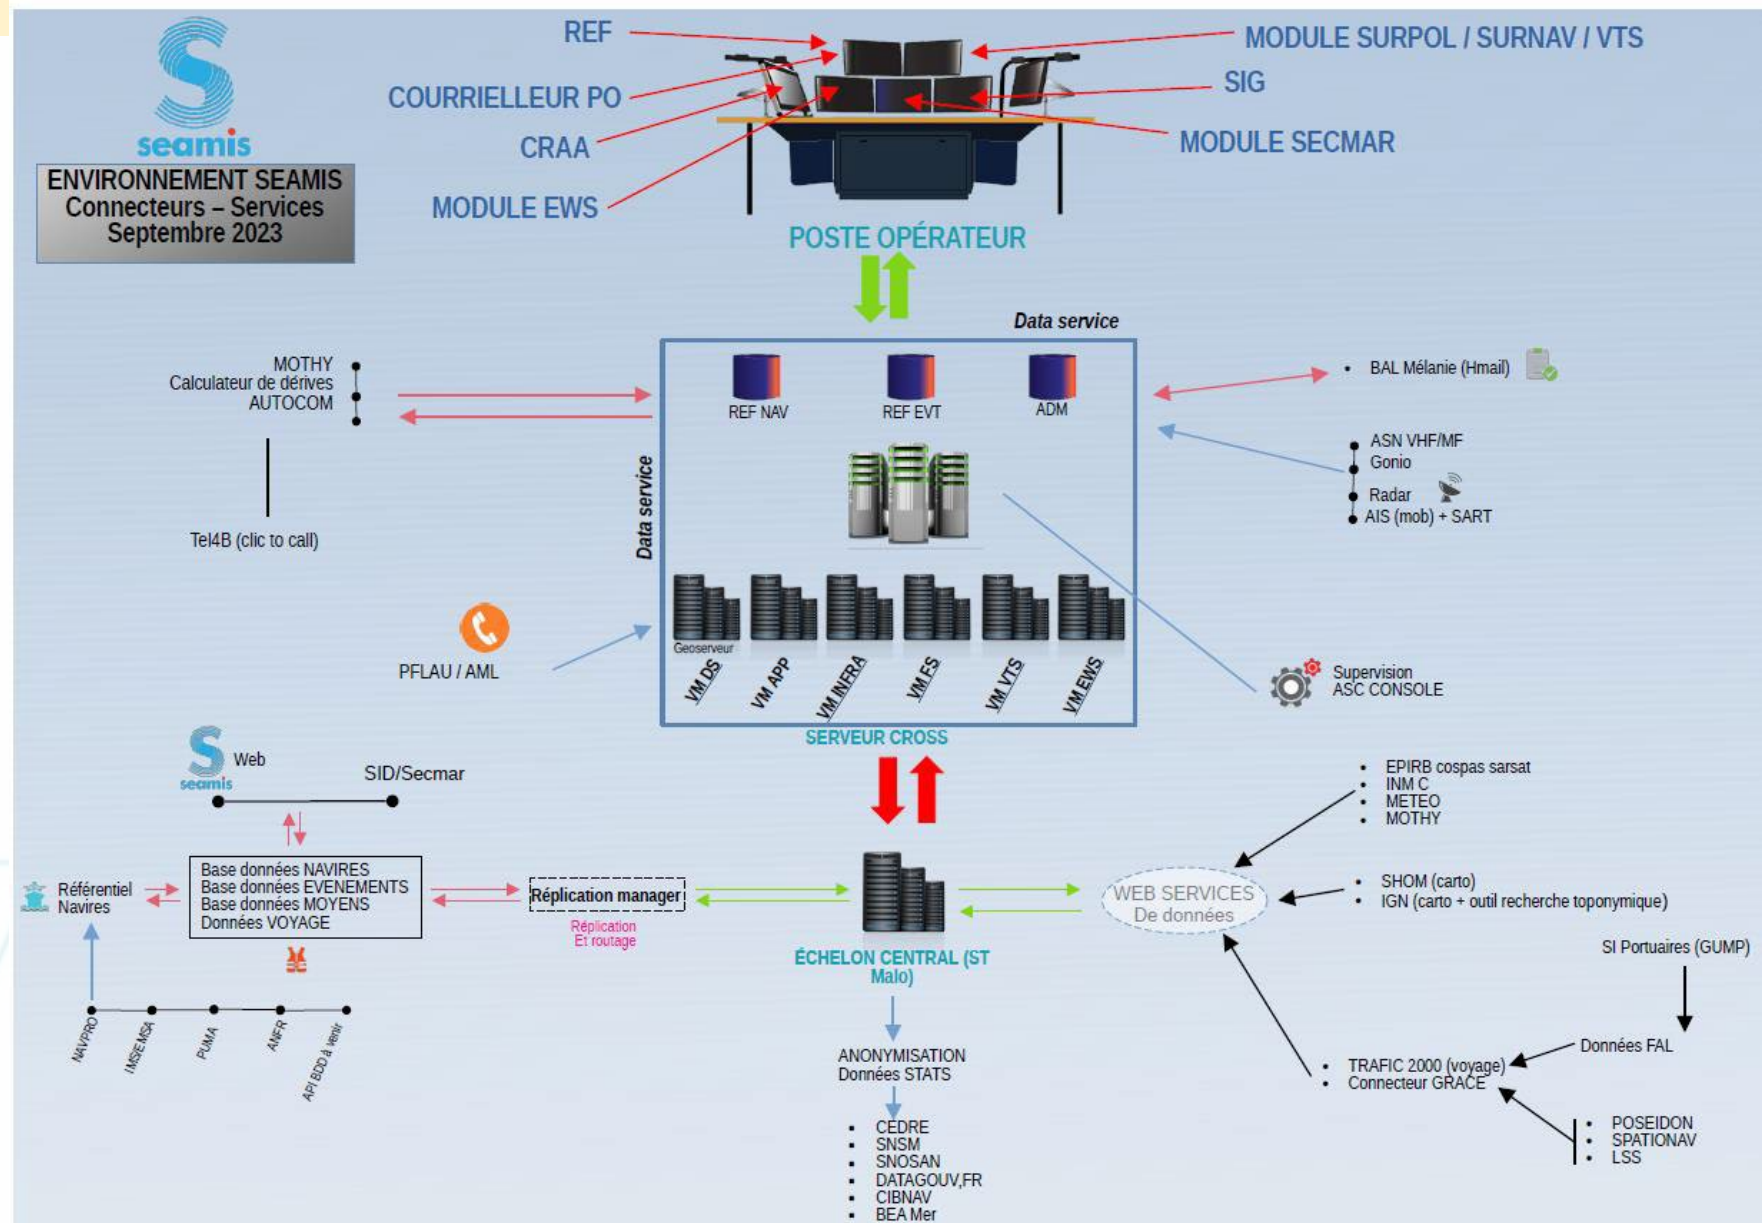 seamis
ENVIRONNEMENT SEAMIS
Connecteurs – Services
Septembre 2023
REF
COURRIELLEUR PO
CRAA
MODULE EWS
MODULE SURPOL / SURNAV / VTS
SIG
MODULE SECMAR
POSTE OPÉRATEUR
Data service
MOTHY
Calculateur de dérives
AUTOCOM
Tel4B (clic to call)
PFLAU / AML
Data service
REF NAV
REF EVT
ADM
Geoserveur
VM DS
VM APP
VM INFRA
VM FS
VM VTS
VM EWS
SERVEUR CROSS
• BAL Mélanie (Hmail)
ASN VHF/MF
Gonio
Radar
AIS (mob) + SART
Supervision
ASC CONSOLE
seamis
Web
SID/Secmar
Référentiel
Navires
Base données NAVIRES
Base données EVENEMENTS
Base données MOYENS
Données VOYAGE
NAVPRO
IMS/EMSA
PUMA
ANFR
API BDD à venir
Réplication manager
Réplication
Et routage
ÉCHELON CENTRAL (ST
Malo)
ANONYMISATION
Données STATS
▪ CEDRE
▪ SNSM
▪ SNOSAN
▪ DATAGOUV,FR
▪ CIBNAV
▪ BEA Mer
WEB SERVICES
De données
• EPIRB cospas sarsat
• INM C
• METEO
• MOTHY
• SHOM (carto)
• IGN (carto + outil recherche toponymique)
SI Portuaires (GUMP)
Données FAL
• TRAFIC 2000 (voyage)
• Connecteur GRACE
• POSEIDON
• SPATIONAV
• LSS